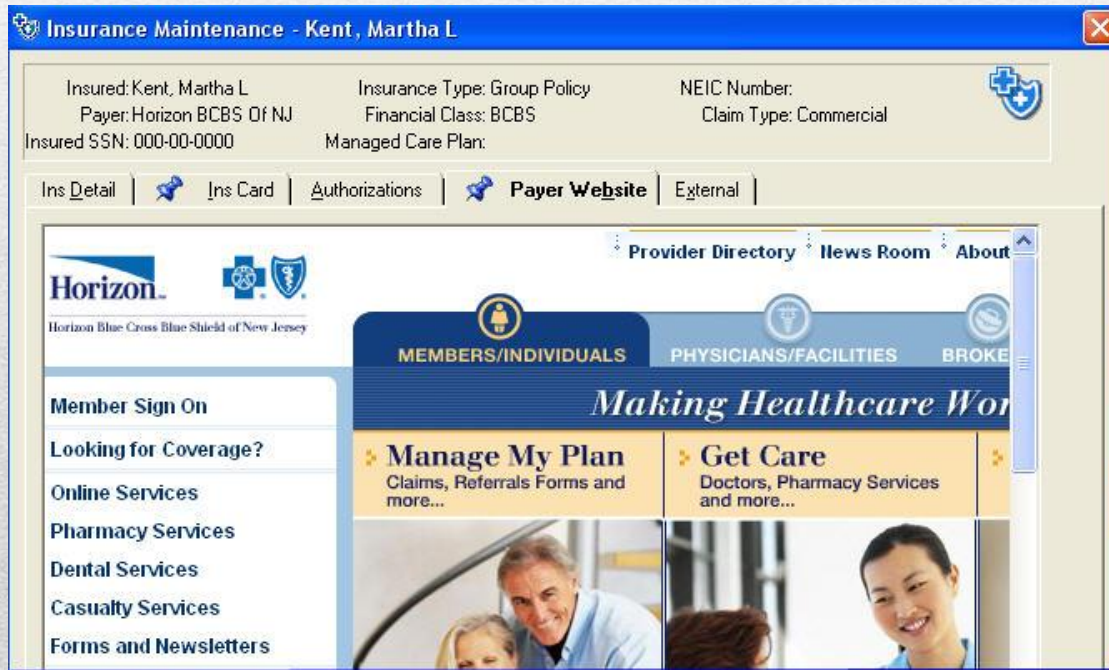 Insurance Maintenance - Kent, Martha L
Insured: Kent, Martha L Insurance Type: Group Policy NEIC Number:
Payer: Horizon BCBS Of NJ Financial Class: BCBS Claim Type: Commercial
Insured SSN: 000-00-0000 Managed Care Plan:
Ins Detail Ins Card Authorizations Payer Website External
Provider Directory News Room About
Horizon
Horizon Blue Cross Blue Shield of New Jersey
MEMBERS/INDIVIDUALS PHYSICIANS/FACILITIES BROKE
Making Healthcare Wor
Member Sign On
Looking for Coverage?
Online Services
Pharmacy Services
Dental Services
Casualty Services
Forms and Newsletters
Manage My Plan
Claims, Referrals Forms and
more...
Get Care
Doctors, Pharmacy Services
and more...